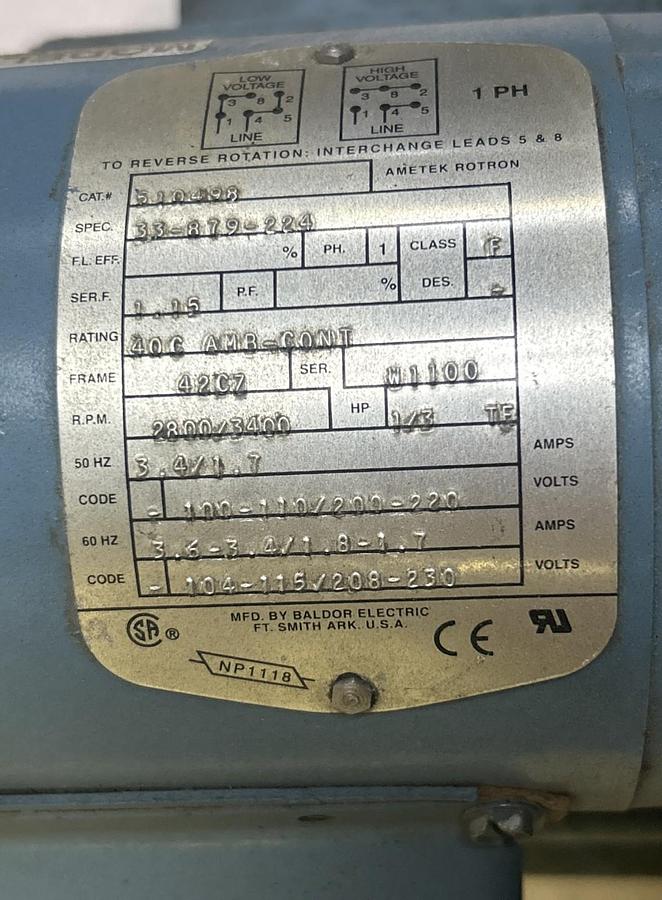 LOW VOLTAGE
3 8 2
1 4 5
LINE
HIGH VOLTAGE
3 8 2
1 4 5
LINE
1 PH
TO REVERSE ROTATION: INTERCHANGE LEADS 5 & 8
AMETEK ROTRON
CAT.# 510498
SPEC. 33-879-224
F.L. EFF. % PH. 1 CLASS F
SER.F. 1.15 P.F. % DES. -
RATING 40C AMB-CONT
FRAME 42CZ SER. W1100
R.P.M. 2800/3400 HP 1/3 TE
50 HZ 3.4/1.7 AMPS
CODE - 100-110/200-220 VOLTS
60 HZ 3.6-3.4/1.8-1.7 AMPS
CODE - 104-115/208-230 VOLTS
SA ®
MFD. BY BALDOR ELECTRIC
FT. SMITH ARK. U.S.A.
CE
NP1118